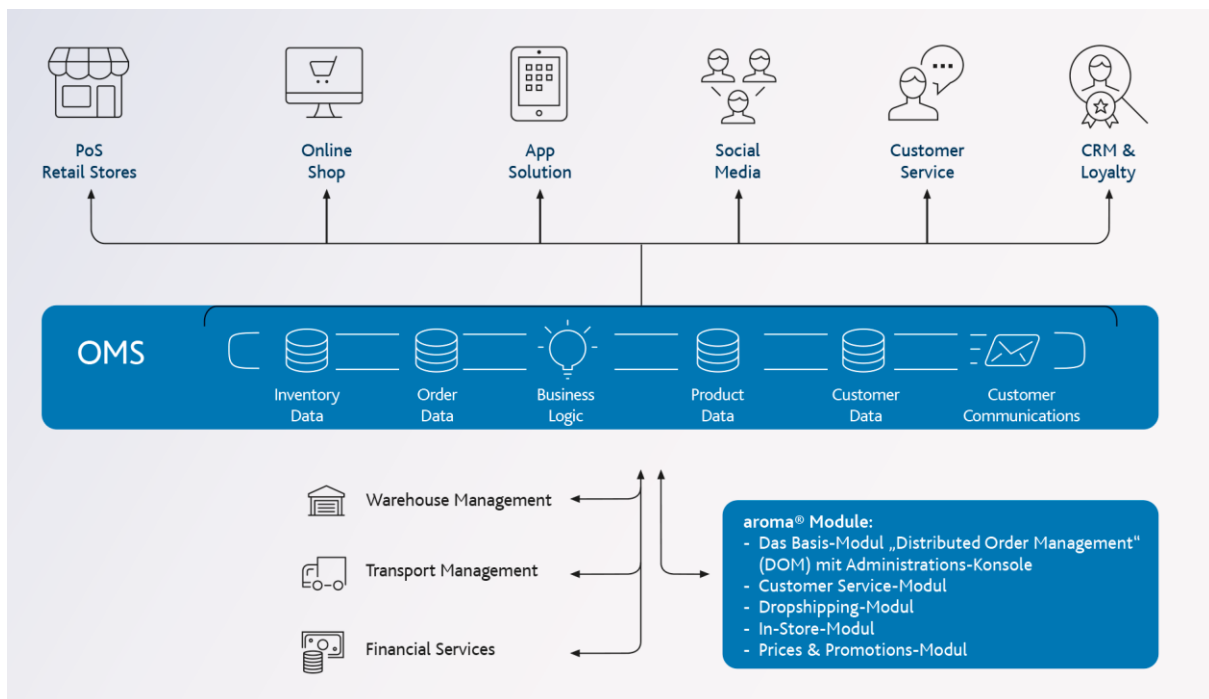 PoS
Retail Stores
Online
Shop
App
Solution
Social
Media
Customer
Service
CRM &
Loyalty
OMS
Inventory
Data
Order
Data
Business
Logic
Product
Data
Customer
Data
Customer
Communications
Warehouse Management
Transport Management
Financial Services
aroma® Module:
- Das Basis-Modul „Distributed Order Management“
(DOM) mit Administrations-Konsole
- Customer Service-Modul
- Dropshipping-Modul
- In-Store-Modul
- Prices & Promotions-Modul